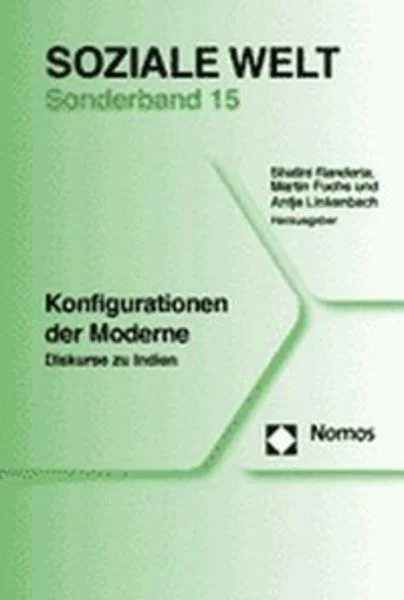 SOZIALE WELT
Sonderband 15
Shalini Randeria,
Martin Fuchs und
Antje Linkenbach
Herausgeber
Konfigurationen
der Moderne
Diskurse zu Indien
Nomos